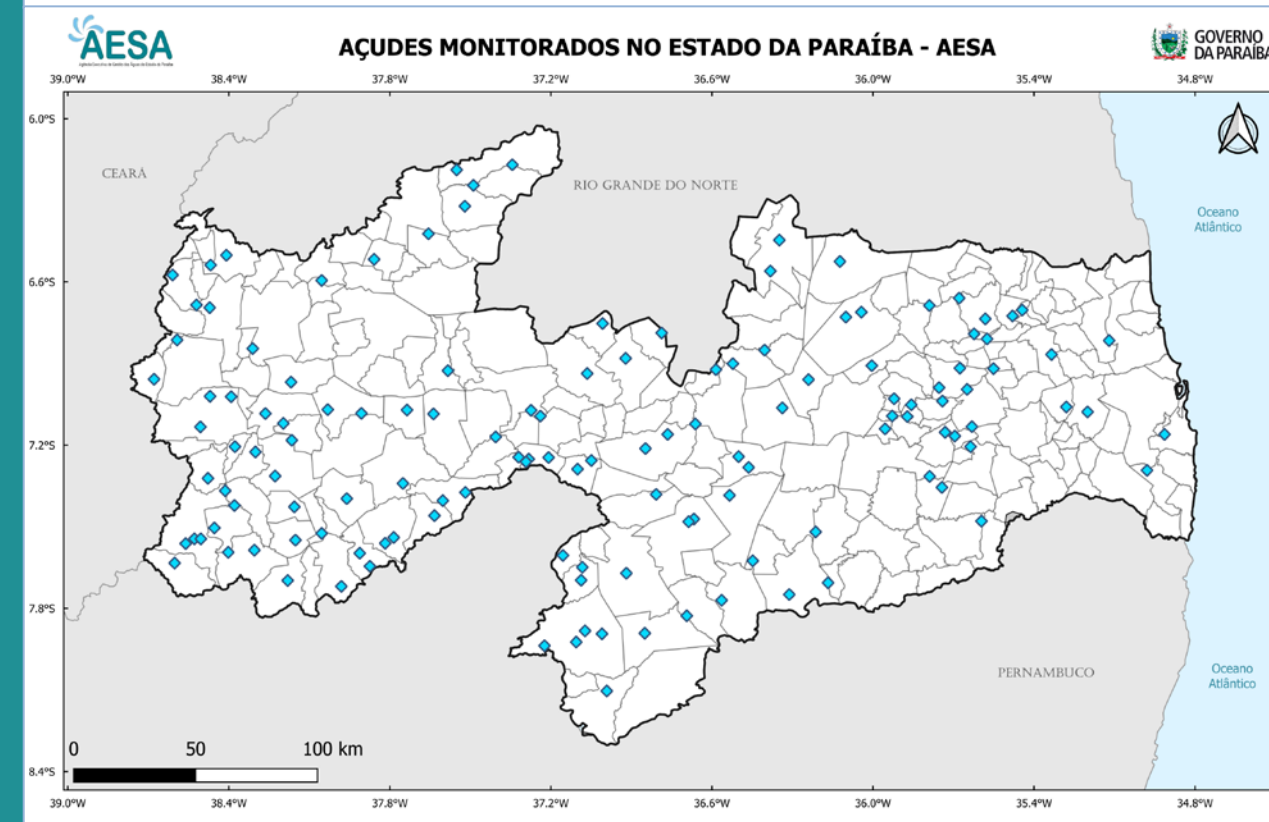 AESA
AÇUDES MONITORADOS NO ESTADO DA PARAÍBA - AESA
GOVERNO
DA PARAÍBA
39.0°W 38.4°W 37.8°W 37.2°W 36.6°W 36.0°W 35.4°W 34.8°W
6.0°S
CEARÁ
RIO GRANDE DO NORTE
Oceano
Atlântico
6.6°S
7.2°S
7.8°S
PERNAMBUCO
Oceano
Atlântico
0 50 100 km
8.4°S
39.0°W 38.4°W 37.8°W 37.2°W 36.6°W 36.0°W 35.4°W 34.8°W